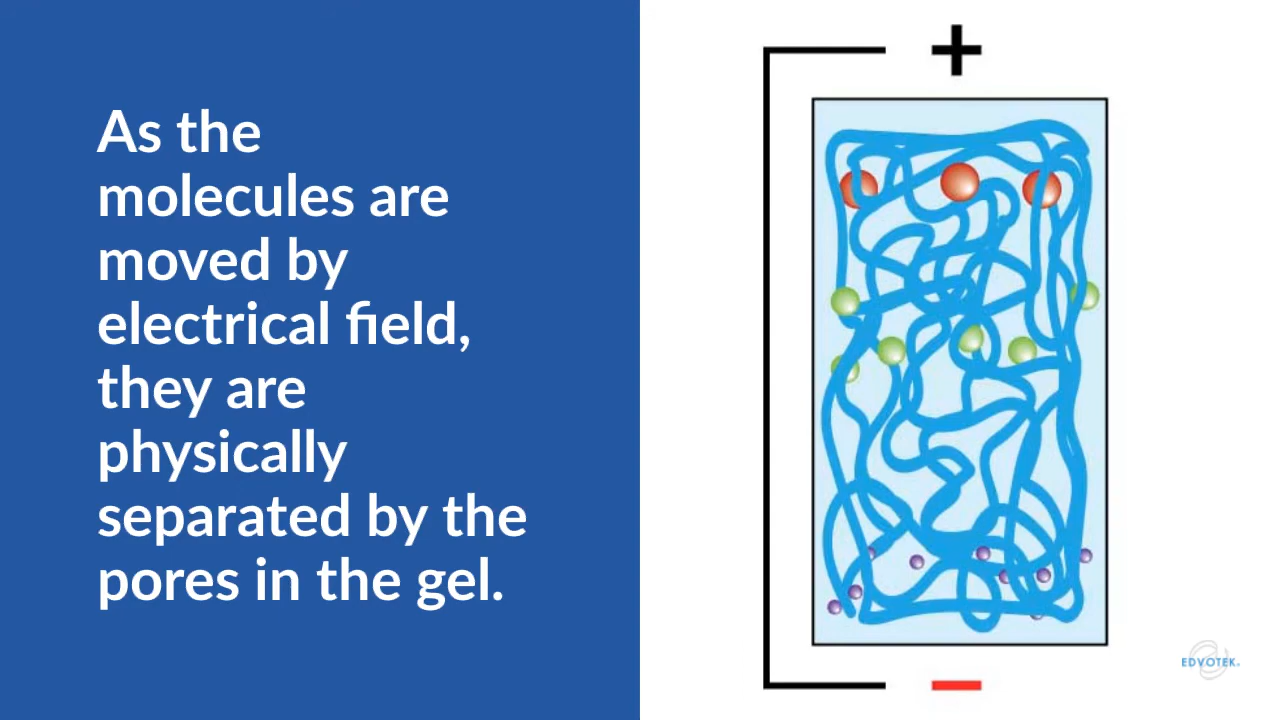 As the
molecules are
moved by
electrical field,
they are
physically
separated by the
pores in the gel.
+
−
EDVOTEK®